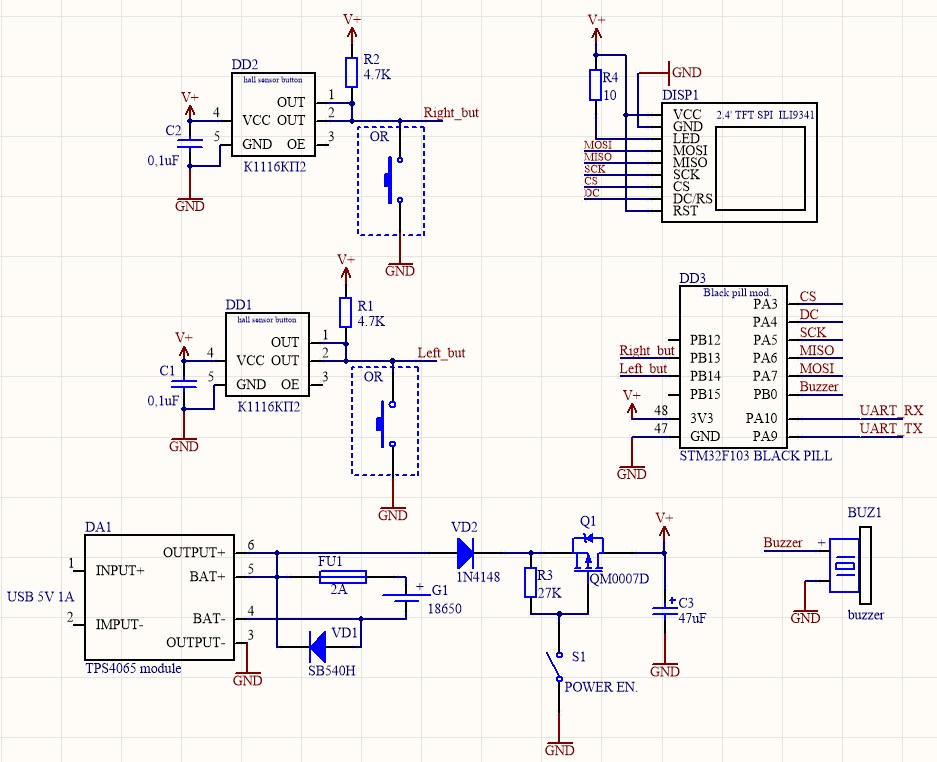 V+
R2
4.7K
DD2
hall sensor button
V+
4
VCC
OUT
1
OUT
2
Right_but
C2
0,1uF
5
GND
OE
3
К1116КП2
GND
OR
GND
V+
R4
10
GND
DISP1
2.4' TFT SPI ILI9341
VCC
GND
LED
MOSI
MOSI
MISO
MISO
SCK
SCK
CS
CS
DC
DC/RS
RST
V+
R1
4.7K
DD1
hall sensor button
V+
4
VCC
OUT
1
OUT
2
Left_but
C1
0,1uF
5
GND
OE
3
К1116КП2
GND
OR
GND
DD3
Black pill mod.
PA3
CS
PA4
DC
PB12
PA5
SCK
Right_but
PB13
PA6
MISO
Left_but
PB14
PA7
MOSI
PB15
PB0
Buzzer
V+
48
3V3
PA10
UART_RX
47
GND
PA9
UART_TX
GND
STM32F103 BLACK PILL
DA1
OUTPUT+
6
1
INPUT+
BAT+
5
USB 5V 1A
2
IMPUT-
BAT-
4
OUTPUT-
3
TPS4065 module
GND
FU1
2A
+
G1
18650
VD1
SB540H
VD2
1N4148
R3
27K
Q1
QM0007D
V+
+
C3
47uF
GND
S1
POWER EN.
GND
BUZ1
Buzzer
+
GND
buzzer